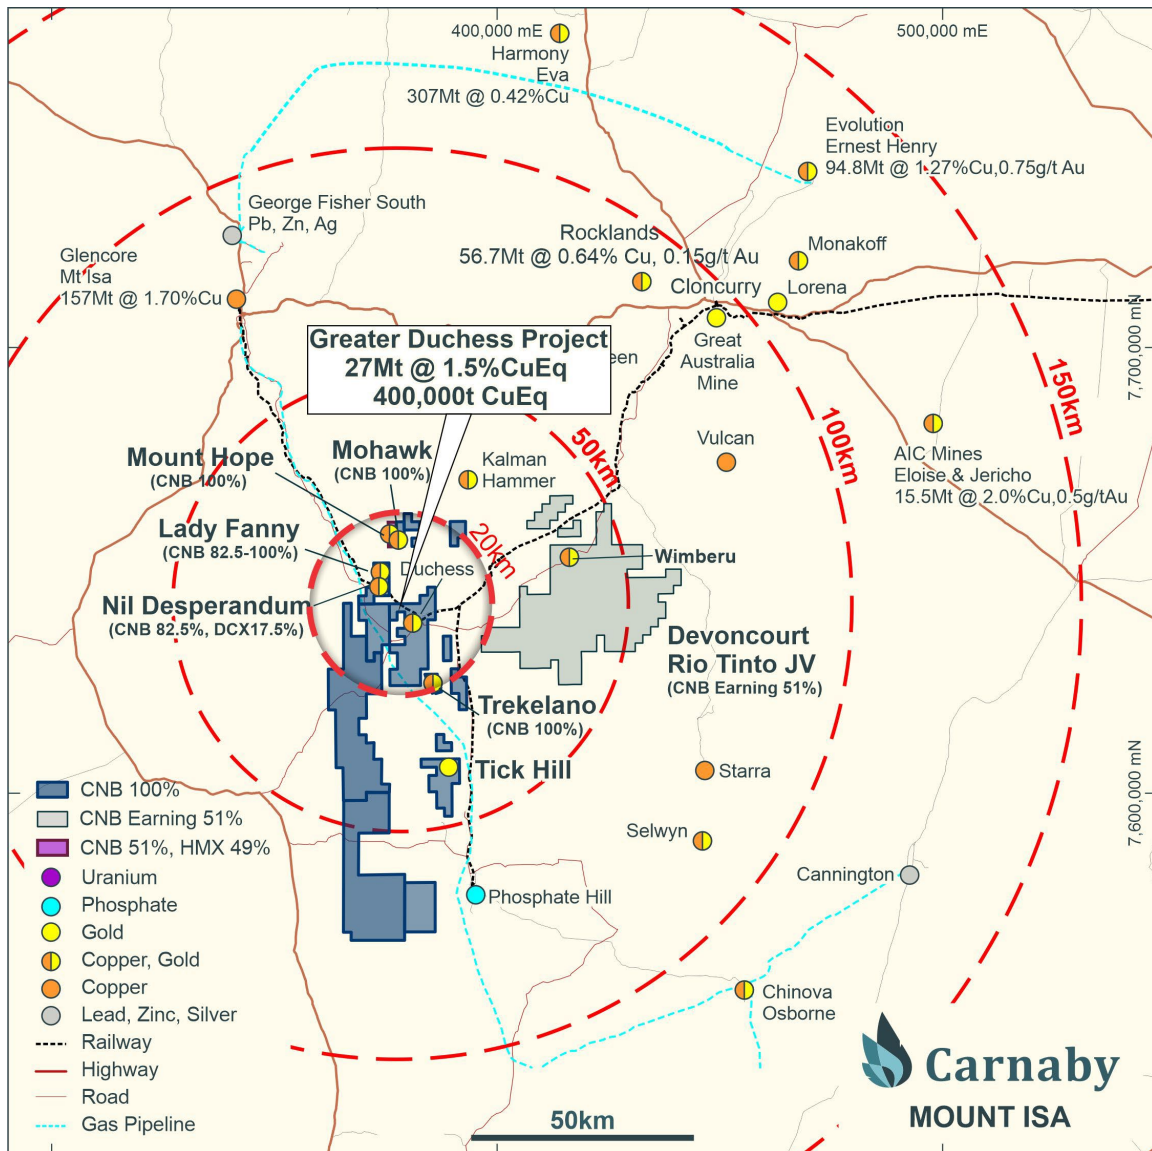 400,000 mE
500,000 mE
Harmony
Eva
307Mt @ 0.42%Cu
Evolution
Ernest Henry
94.8Mt @ 1.27%Cu,0.75g/t Au
George Fisher South
Pb, Zn, Ag
Glencore
Mt Isa
157Mt @ 1.70%Cu
Rocklands
56.7Mt @ 0.64% Cu, 0.15g/t Au
Monakoff
Cloncurry
Lorena
Great
Australia
Mine
7,700,000 mN
Greater Duchess Project
27Mt @ 1.5%CuEq
400,000t CuEq
een
150km
100km
50km
20km
Vulcan
AIC Mines
Eloise & Jericho
15.5Mt @ 2.0%Cu,0.5g/tAu
Mohawk
(CNB 100%)
Mount Hope
(CNB 100%)
Kalman
Hammer
Lady Fanny
(CNB 82.5-100%)
Duchess
Wimberu
Nil Desperandum
(CNB 82.5%, DCX17.5%)
Devoncourt
Rio Tinto JV
(CNB Earning 51%)
Trekelano
(CNB 100%)
Tick Hill
Starra
Selwyn
7,600,000 mN
Cannington
Phosphate Hill
Chinova
Osborne
CNB 100%
CNB Earning 51%
CNB 51%, HMX 49%
Uranium
Phosphate
Gold
Copper, Gold
Copper
Lead, Zinc, Silver
Railway
Highway
Road
Gas Pipeline
50km
Carnaby
MOUNT ISA